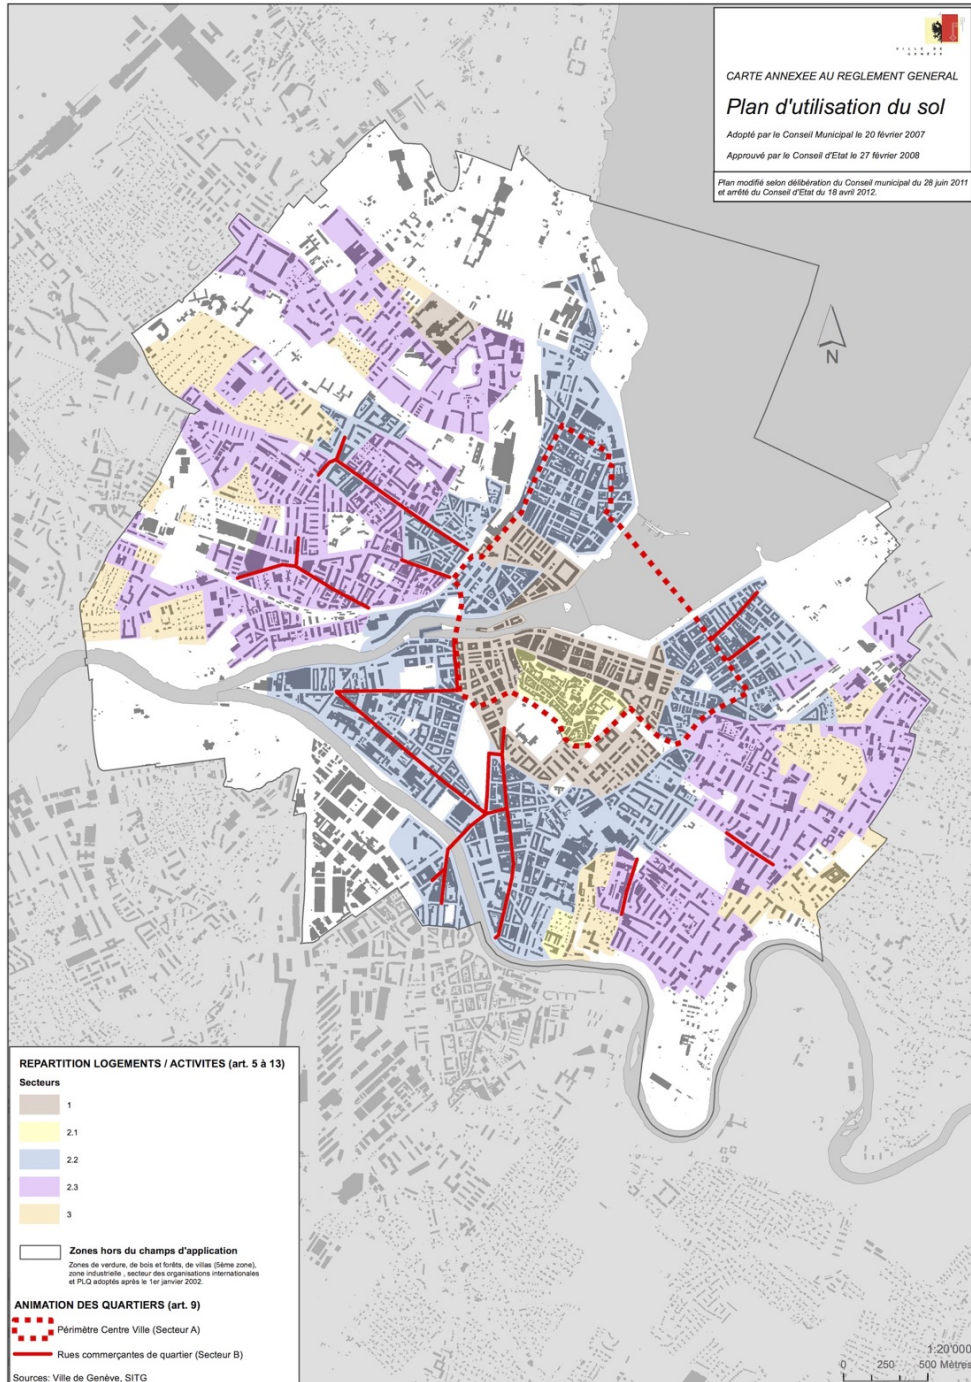 VILLE DE
GENÈVE
CARTE ANNEXEE AU REGLEMENT GENERAL
Plan d'utilisation du sol
Adopté par le Conseil Municipal le 20 février 2007
Approuvé par le Conseil d'Etat le 27 février 2008
Plan modifié selon délibération du Conseil municipal du 28 juin 2011
et arrêté du Conseil d'Etat du 18 avril 2012.
N
REPARTITION LOGEMENTS / ACTIVITES (art. 5 à 13)
Secteurs
1
2.1
2.2
2.3
3
Zones hors du champs d'application
Zones de verdure, de bois et forêts, de villas (5ème zone),
zone industrielle , secteur des organisations internationales
et PLQ adoptés après le 1er janvier 2002.
ANIMATION DES QUARTIERS (art. 9)
Périmètre Centre Ville (Secteur A)
Rues commerçantes de quartier (Secteur B)
Sources: Ville de Genève, SITG
1:20'000
0 250 500 Mètres